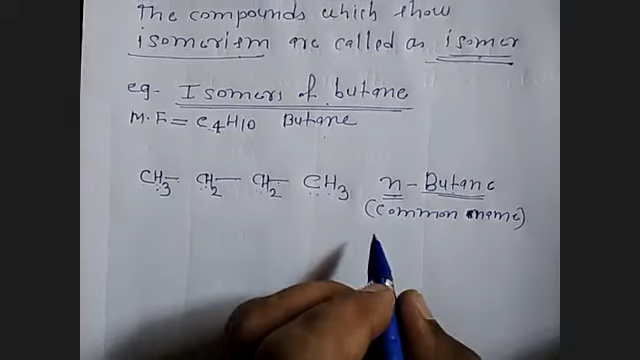 The compounds which show
isomerism are called as isomer
eg- Isomers of butane
M.F = C4H10 Butane
CH3 - CH2 - CH2 - CH3 n-Butane
(Common name)